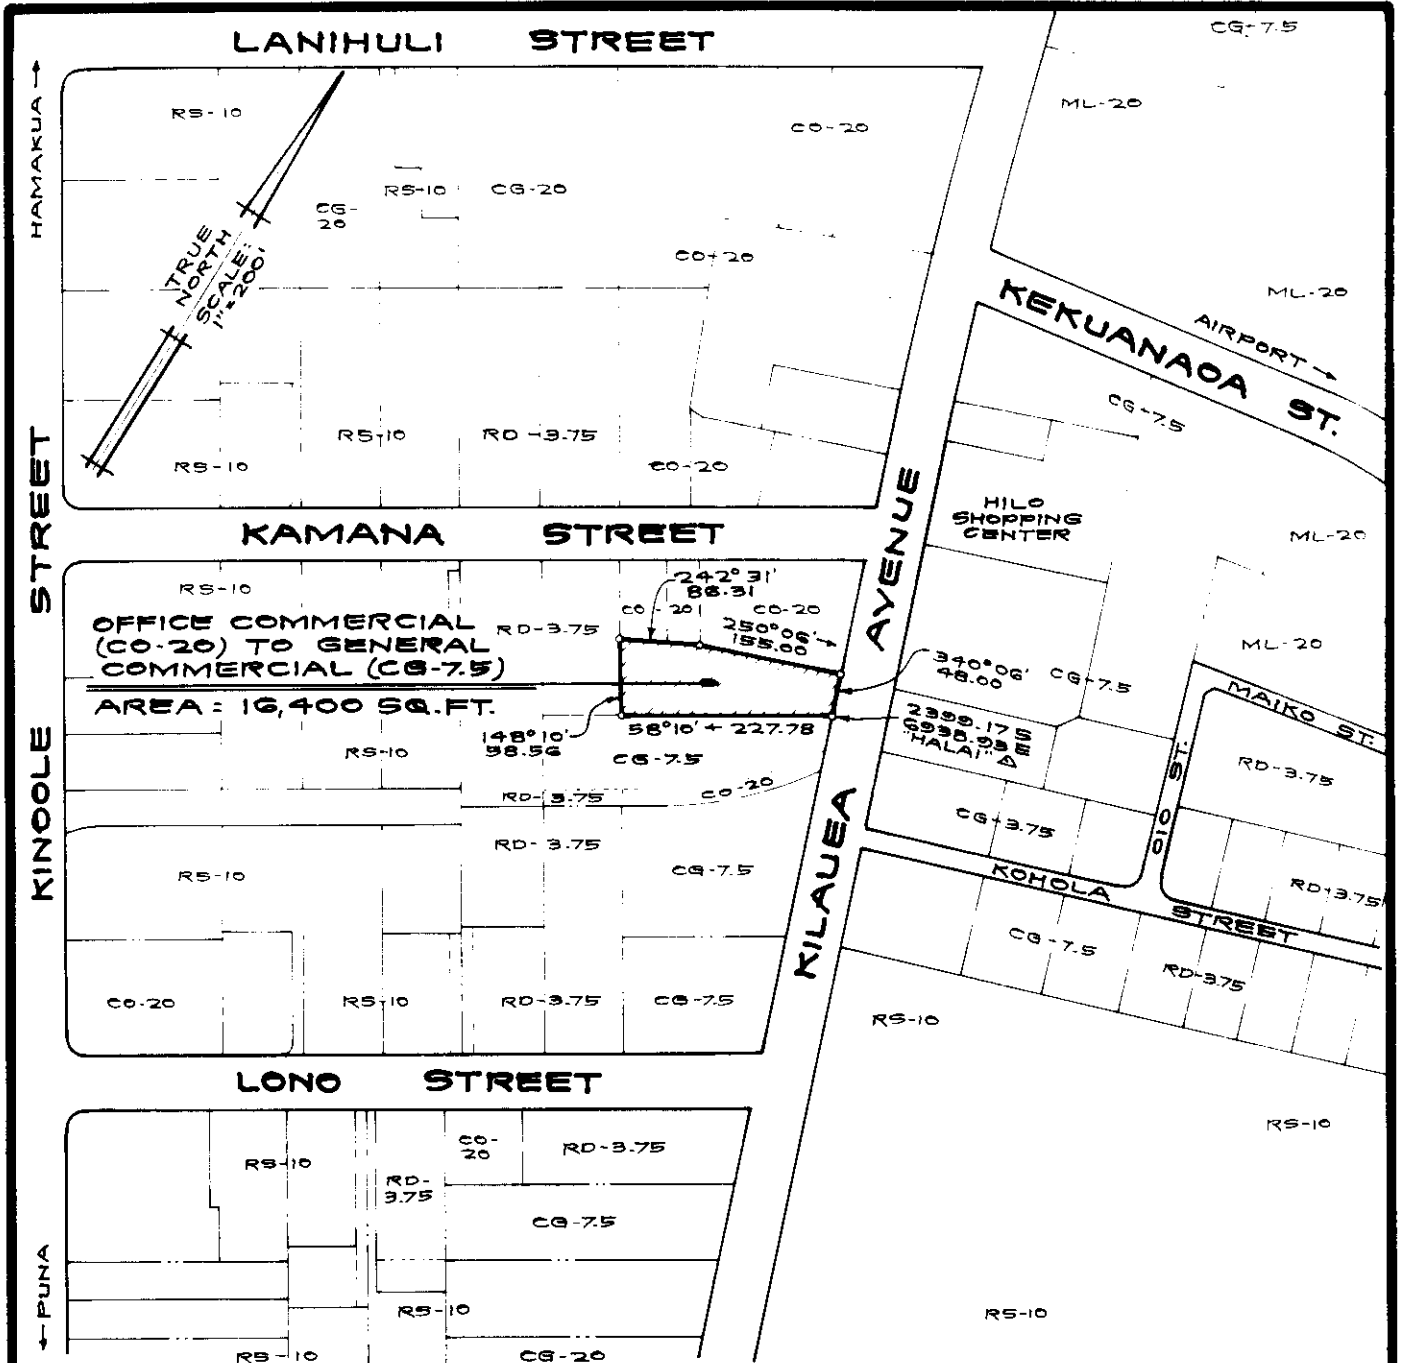 LANIHULI STREET
CG-7.5
HAMAKUA →
RS-10
ML-20
CO-20
RS-10
CG-20
CG-
20
CO-20
TRUE
NORTH
SCALE:
1"=200'
ML-20
KEKUANAOA ST.
AIRPORT →
CG-7.5
RS-10
RD-3.75
RS-10
CO-20
KINOOLE STREET
KAMANA STREET
KILAUEA AVENUE
HILO
SHOPPING
CENTER
ML-20
RS-10
242° 31'
88.31
CO-20
CO-20
OFFICE COMMERCIAL
(CO-20) TO GENERAL
COMMERCIAL (CG-7.5)
AREA = 16,400 SQ.FT.
RD-3.75
250°06'
155.00
340°06'
48.00
CG-7.5
ML-20
MAIKO ST.
148°10'
58.56
58°10' 227.78
2399.17 S
6938.93 E
"HALAI" △
RS-10
CG-7.5
OIO ST.
RD-3.75
RD-3.75
CO-20
CG-3.75
RD-3.75
RS-10
CG-7.5
KOHOLA STREET
RD-3.75
CG-7.5
RD-3.75
CO-20
RS-10
RD-3.75
CG-7.5
RS-10
LONO STREET
RS-10
CO-
20
RD-3.75
RS-10
RD-
3.75
CG-7.5
← PUNA
RS-10
RS-10
RS-10
CG-20